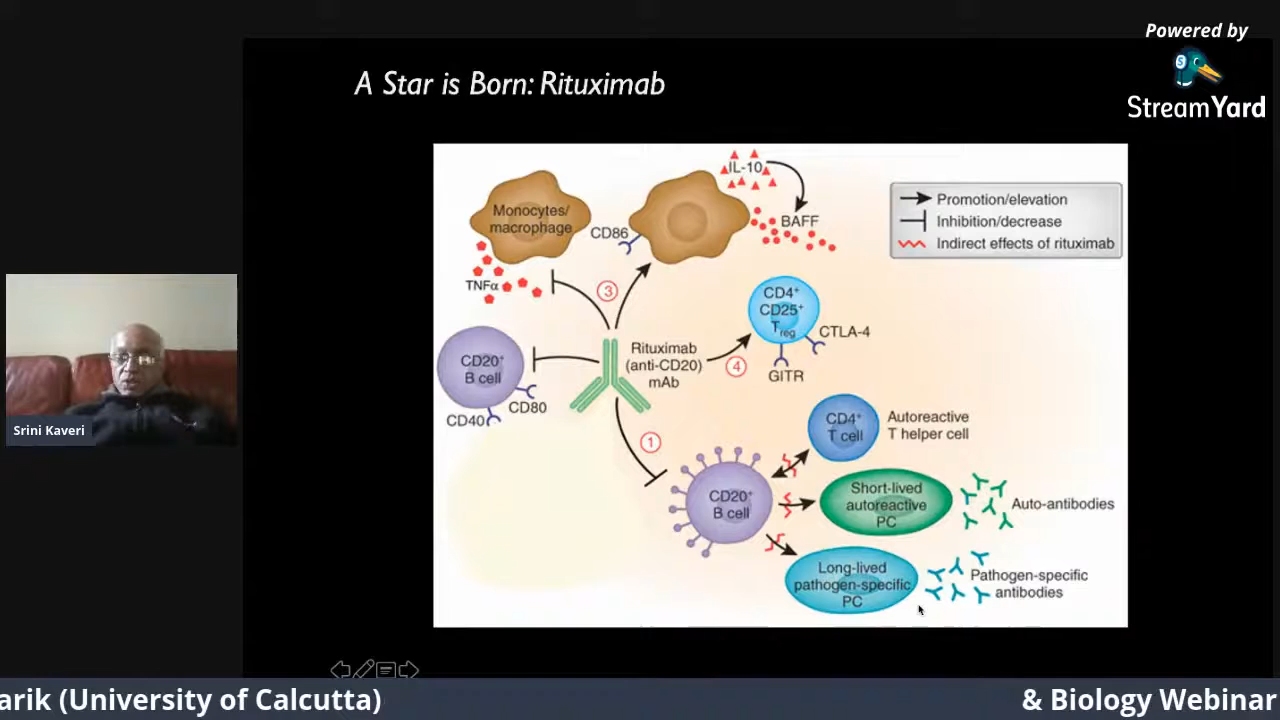 Powered by
StreamYard
A Star is Born: Rituximab
IL-10
Monocytes/
macrophage
CD86
BAFF
Promotion/elevation
Inhibition/decrease
Indirect effects of rituximab
TNFα
3
CD4+
CD25+
Treg
CTLA-4
GITR
CD20+
B cell
CD40
CD80
Rituximab
(anti-CD20)
mAb
4
1
CD4+
T cell
Autoreactive
T helper cell
CD20+
B cell
Short-lived
autoreactive
PC
Auto-antibodies
Long-lived
pathogen-specific
PC
Pathogen-specific
antibodies
Srini Kaveri
arik (University of Calcutta)
& Biology Webinar